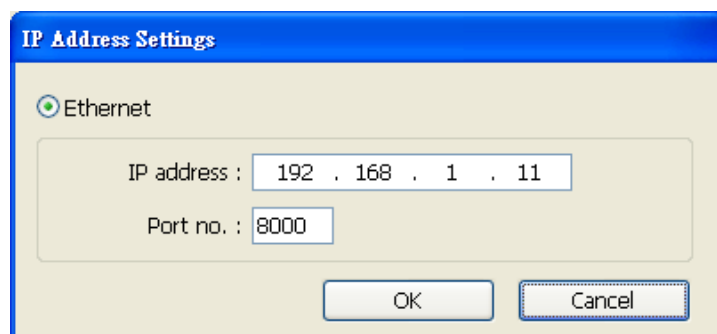 IP Address Settings
Ethernet
IP address : 192 . 168 . 1 . 11
Port no. : 8000
OK Cancel